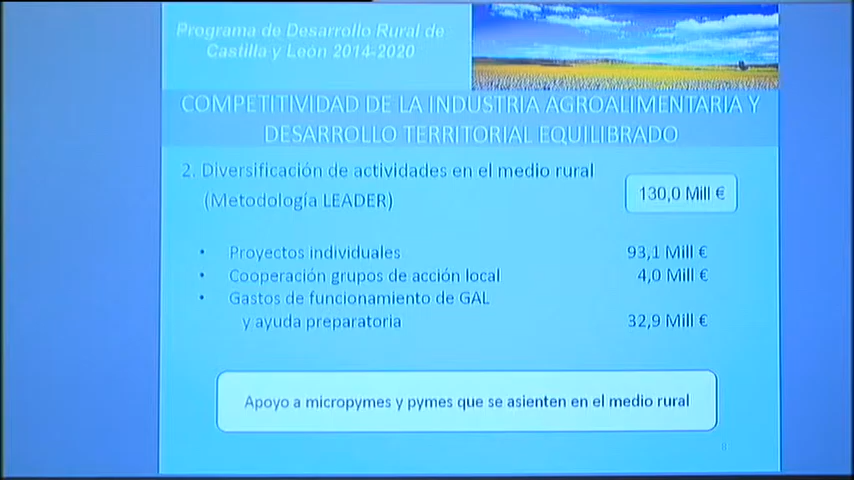 Programa de Desarrollo Rural de
Castilla y León 2014-2020
COMPETITIVIDAD DE LA INDUSTRIA AGROALIMENTARIA Y
DESARROLLO TERRITORIAL EQUILIBRADO
2. Diversificación de actividades en el medio rural
(Metodología LEADER)
130,0 Mill €
• Proyectos individuales 93,1 Mill €
• Cooperación grupos de acción local 4,0 Mill €
• Gastos de funcionamiento de GAL
y ayuda preparatoria 32,9 Mill €
Apoyo a micropymes y pymes que se asienten en el medio rural
8